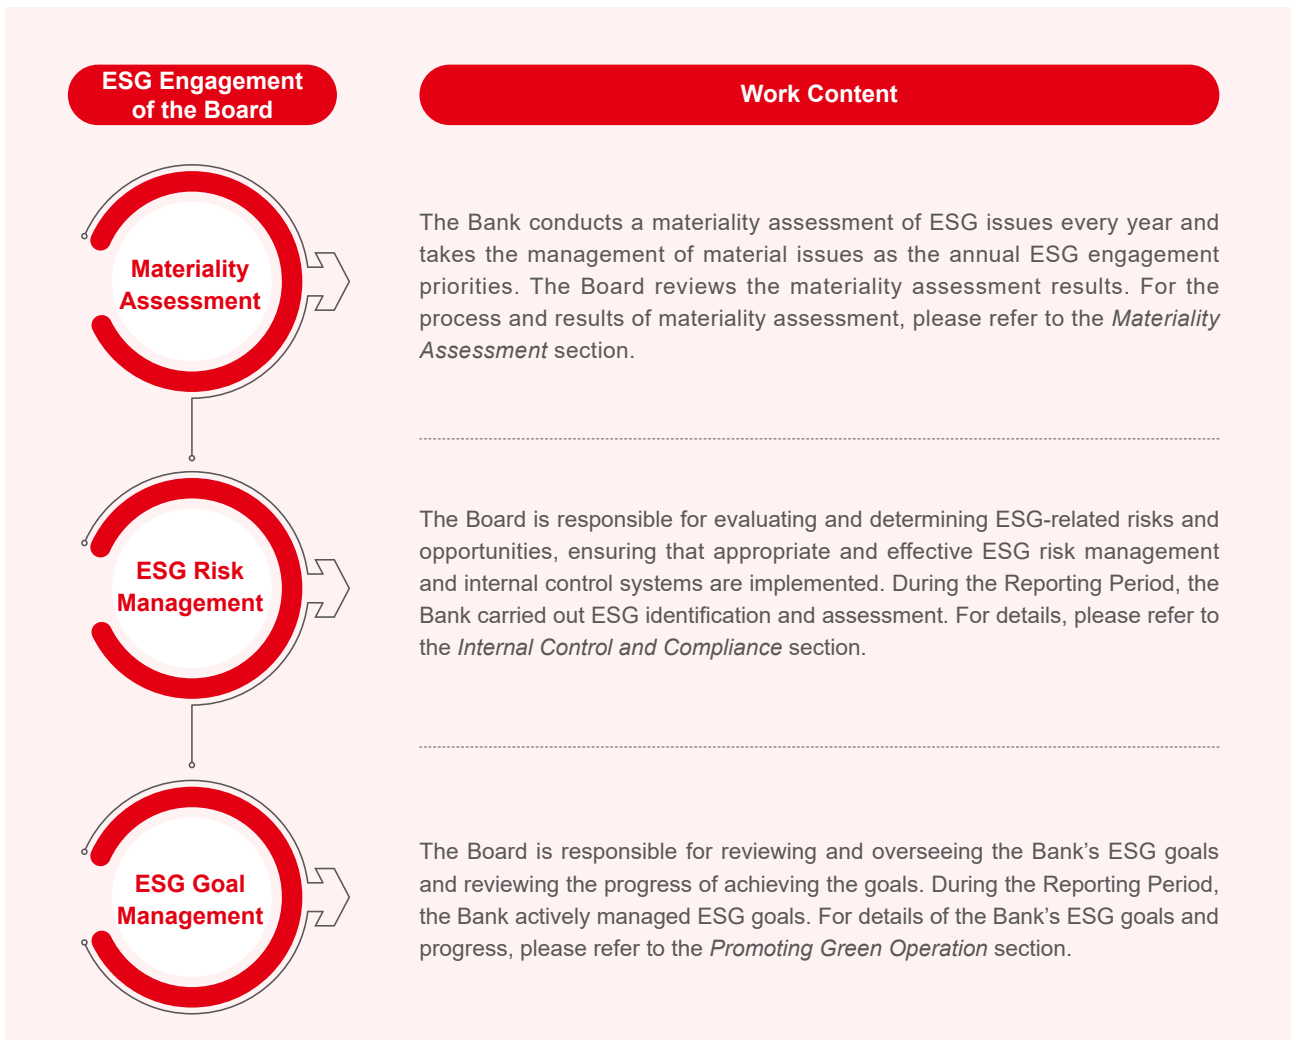 ESG Engagement
of the Board
Work Content
Materiality
Assessment
The Bank conducts a materiality assessment of ESG issues every year and
takes the management of material issues as the annual ESG engagement
priorities. The Board reviews the materiality assessment results. For the
process and results of materiality assessment, please refer to the Materiality
Assessment section.
ESG Risk
Management
The Board is responsible for evaluating and determining ESG-related risks and
opportunities, ensuring that appropriate and effective ESG risk management
and internal control systems are implemented. During the Reporting Period, the
Bank carried out ESG identification and assessment. For details, please refer to
the Internal Control and Compliance section.
ESG Goal
Management
The Board is responsible for reviewing and overseeing the Bank’s ESG goals
and reviewing the progress of achieving the goals. During the Reporting Period,
the Bank actively managed ESG goals. For details of the Bank’s ESG goals and
progress, please refer to the Promoting Green Operation section.